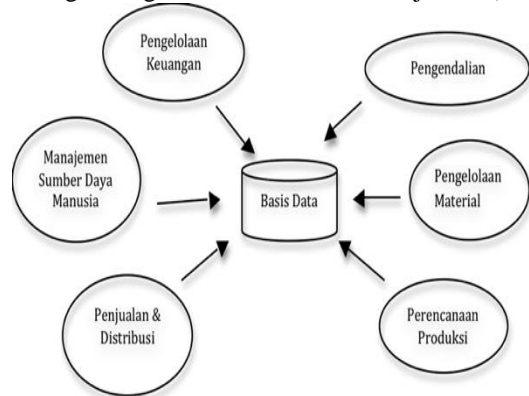 Pengelolaan
Keuangan
Pengendalian
Manajemen
Sumber Daya
Manusia
Basis Data
Pengelolaan
Material
Penjualan &
Distribusi
Perencanaan
Produksi